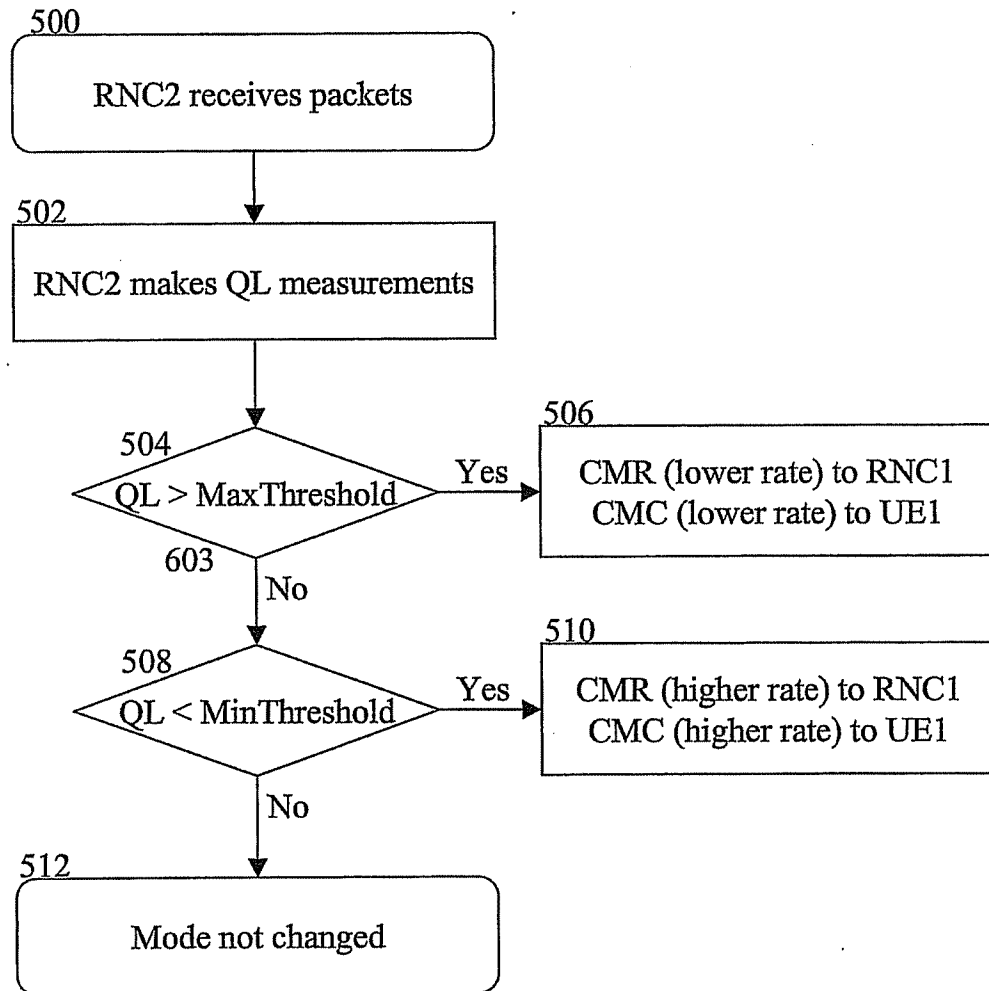 500
RNC2 receives packets
502
RNC2 makes QL measurements
504
QL > MaxThreshold
Yes
506
CMR (lower rate) to RNC1
CMC (lower rate) to UE1
603
No
508
QL < MinThreshold
Yes
510
CMR (higher rate) to RNC1
CMC (higher rate) to UE1
No
512
Mode not changed